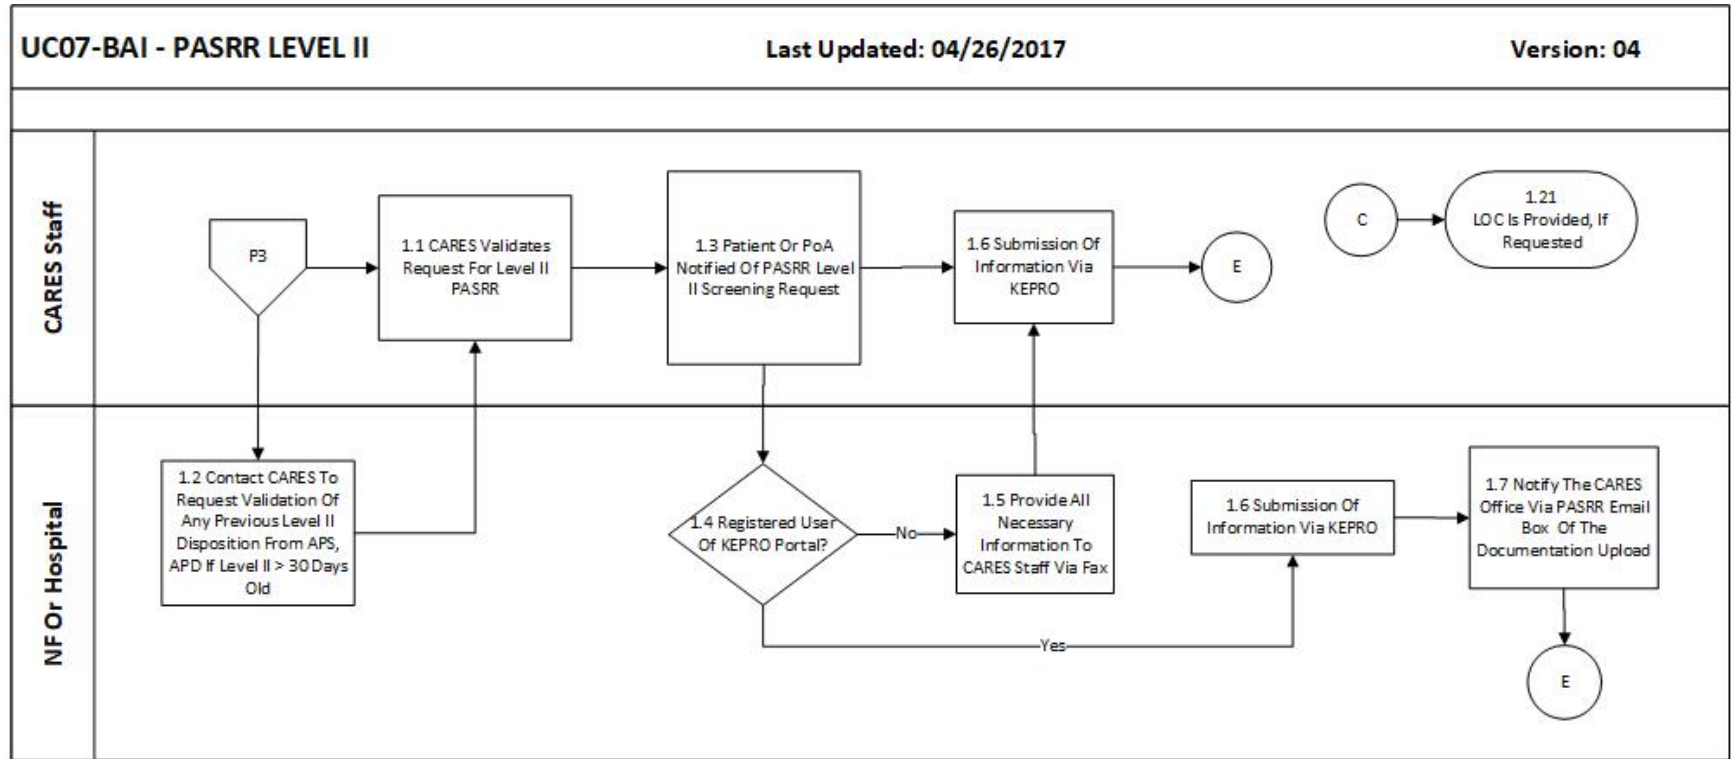 UC07-BAI - PASRR LEVEL II
Last Updated: 04/26/2017
Version: 04
CARES Staff
P3
1.1 CARES Validates
Request For Level II
PASRR
1.3 Patient Or PoA
Notified Of PASRR Level
II Screening Request
1.6 Submission Of
Information Via
KEPRO
E
C
1.21
LOC Is Provided, If
Requested
NF Or Hospital
1.2 Contact CARES To
Request Validation Of
Any Previous Level II
Disposition From APS,
APD If Level II > 30 Days
Old
1.4 Registered User
Of KEPRO Portal?
No
1.5 Provide All
Necessary
Information To
CARES Staff Via Fax
Yes
1.6 Submission Of
Information Via KEPRO
1.7 Notify The CARES
Office Via PASRR Email
Box Of The
Documentation Upload
E